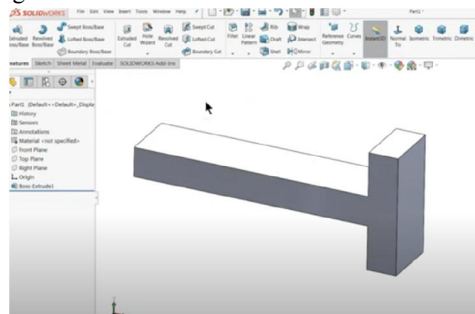 SOLIDWORKS File Edit View Insert Tools Window Help Part1 *
Extruded Boss/Base Revolved Boss/Base Swept Boss/Base Lofted Boss/Base Boundary Boss/Base Extruded Cut Hole Wizard Revolved Cut Swept Cut Lofted Cut Boundary Cut Fillet Linear Pattern Rib Draft Shell Wrap Intersect Mirror Reference Geometry Curves Instant3D Normal To Isometric Trimetric Dimetric
Features Sketch Sheet Metal Evaluate SOLIDWORKS Add-Ins
Part1 (Default<<Default>_Display
History
Sensors
Annotations
Material <not specified>
Front Plane
Top Plane
Right Plane
Origin
Boss-Extrude1